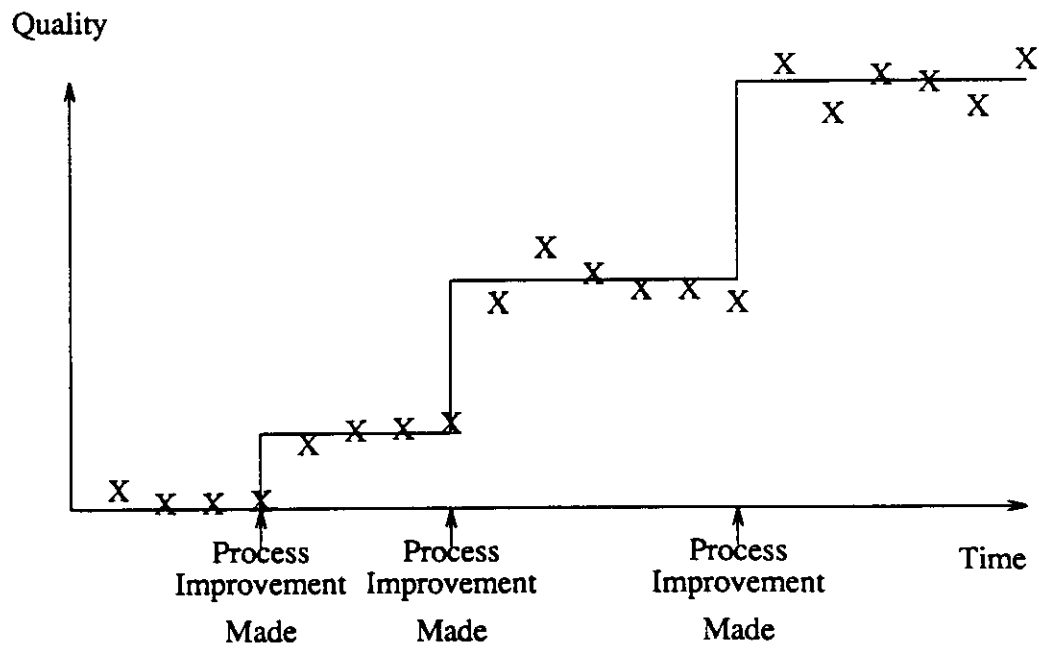 Quality
X X X X X X
X X X X X X
X X X X
X X X X
Process Process Process Time
Improvement Improvement Improvement
Made Made Made